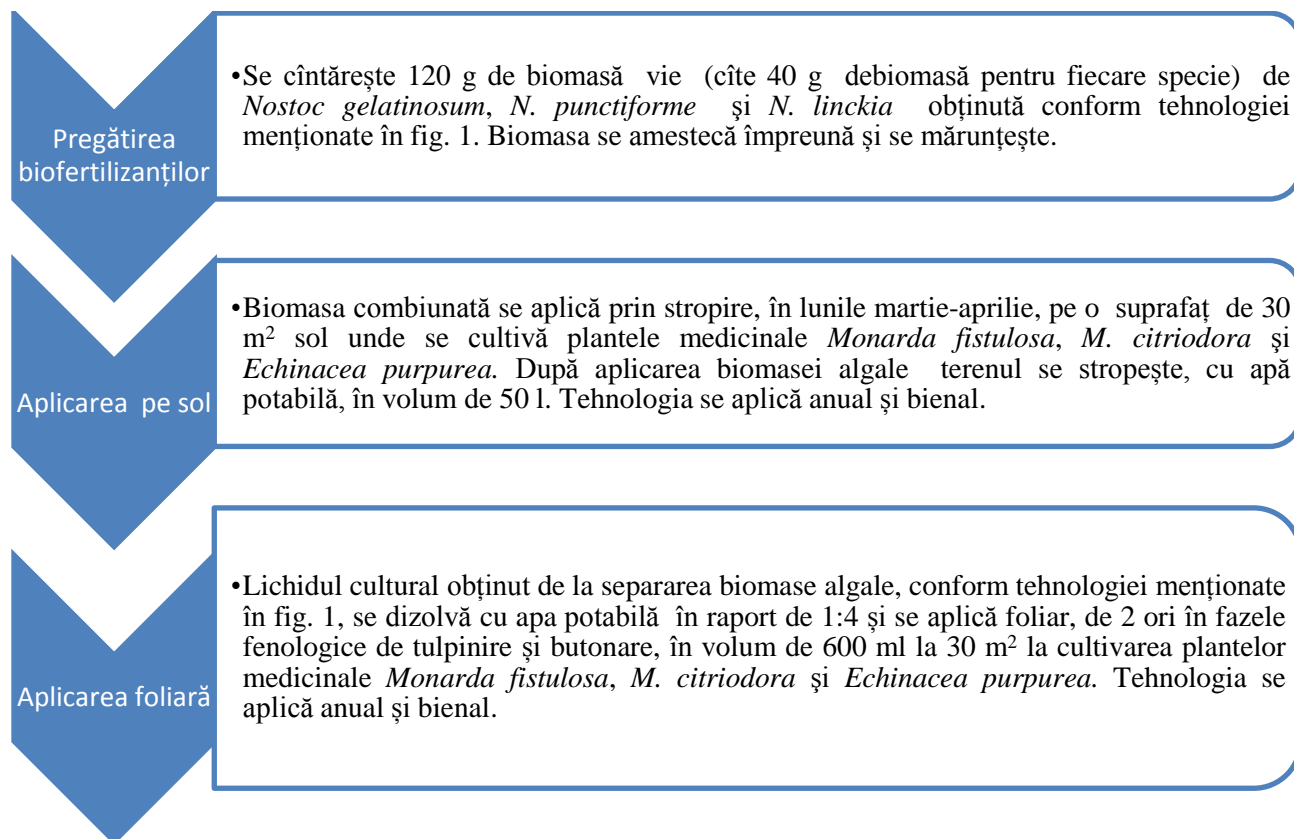 Pregătirea
biofertilizanților
•Se cîntărește 120 g de biomasă vie (cîte 40 g debiomasă pentru fiecare specie) de
Nostoc gelatinosum, N. punctiforme şi N. linckia obținută conform tehnologiei
menționate în fig. 1. Biomasa se amestecă împreună și se mărunțește.
Aplicarea pe sol
•Biomasa combiunată se aplică prin stropire, în lunile martie-aprilie, pe o suprafaț de 30
m² sol unde se cultivă plantele medicinale Monarda fistulosa, M. citriodora şi
Echinacea purpurea. După aplicarea biomasei algale terenul se stropește, cu apă
potabilă, în volum de 50 l. Tehnologia se aplică anual și bienal.
Aplicarea foliară
•Lichidul cultural obținut de la separarea biomase algale, conform tehnologiei menționate
în fig. 1, se dizolvă cu apa potabilă în raport de 1:4 și se aplică foliar, de 2 ori în fazele
fenologice de tulpinire și butonare, în volum de 600 ml la 30 m² la cultivarea plantelor
medicinale Monarda fistulosa, M. citriodora şi Echinacea purpurea. Tehnologia se
aplică anual și bienal.